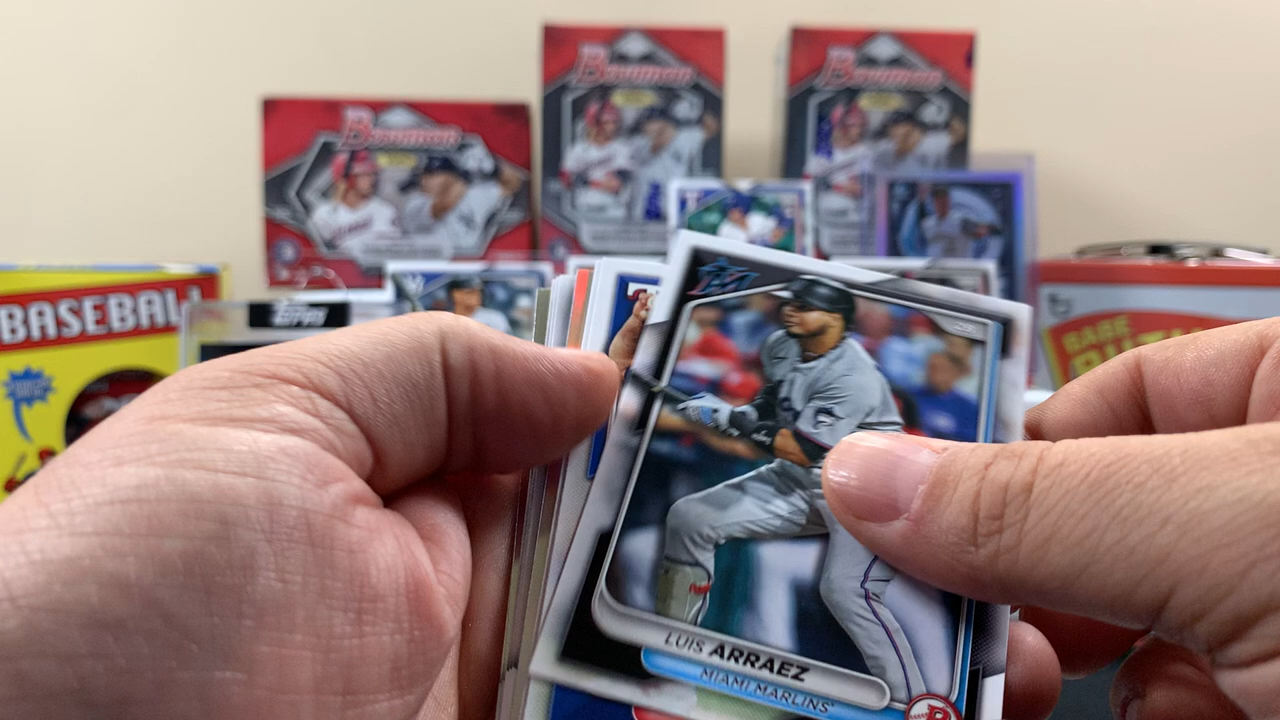 Bowman
Bowman
Bowman
BASEBALL
Topps
BABE
RUTH
LUIS ARRAEZ
MIAMI MARLINS